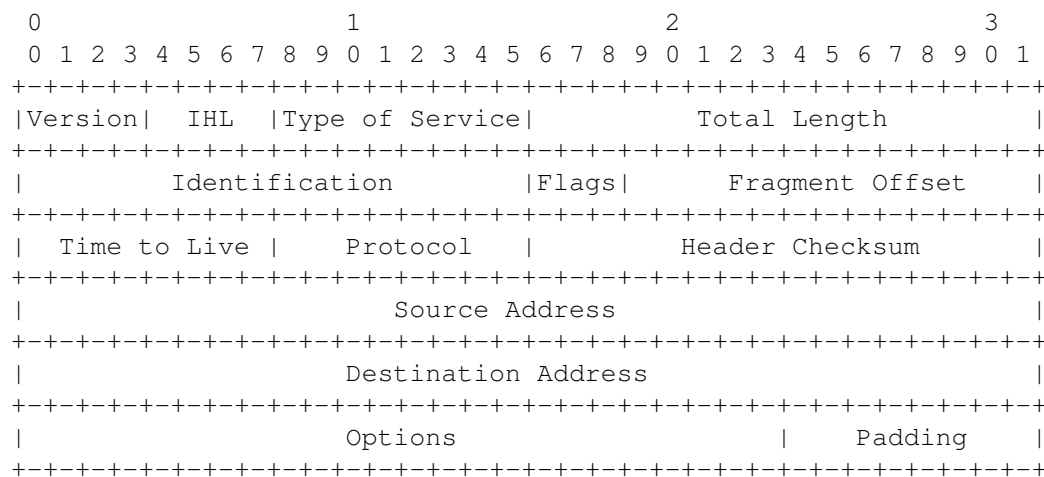 0                   1                   2                   3
 0 1 2 3 4 5 6 7 8 9 0 1 2 3 4 5 6 7 8 9 0 1 2 3 4 5 6 7 8 9 0 1
+-+-+-+-+-+-+-+-+-+-+-+-+-+-+-+-+-+-+-+-+-+-+-+-+-+-+-+-+-+-+-+-+
|Version|  IHL  |Type of Service|          Total Length         |
+-+-+-+-+-+-+-+-+-+-+-+-+-+-+-+-+-+-+-+-+-+-+-+-+-+-+-+-+-+-+-+-+
|         Identification        |Flags|      Fragment Offset    |
+-+-+-+-+-+-+-+-+-+-+-+-+-+-+-+-+-+-+-+-+-+-+-+-+-+-+-+-+-+-+-+-+
|  Time to Live |    Protocol   |         Header Checksum       |
+-+-+-+-+-+-+-+-+-+-+-+-+-+-+-+-+-+-+-+-+-+-+-+-+-+-+-+-+-+-+-+-+
|                       Source Address                          |
+-+-+-+-+-+-+-+-+-+-+-+-+-+-+-+-+-+-+-+-+-+-+-+-+-+-+-+-+-+-+-+-+
|                    Destination Address                        |
+-+-+-+-+-+-+-+-+-+-+-+-+-+-+-+-+-+-+-+-+-+-+-+-+-+-+-+-+-+-+-+-+
|                    Options                    |    Padding    |
+-+-+-+-+-+-+-+-+-+-+-+-+-+-+-+-+-+-+-+-+-+-+-+-+-+-+-+-+-+-+-+-+